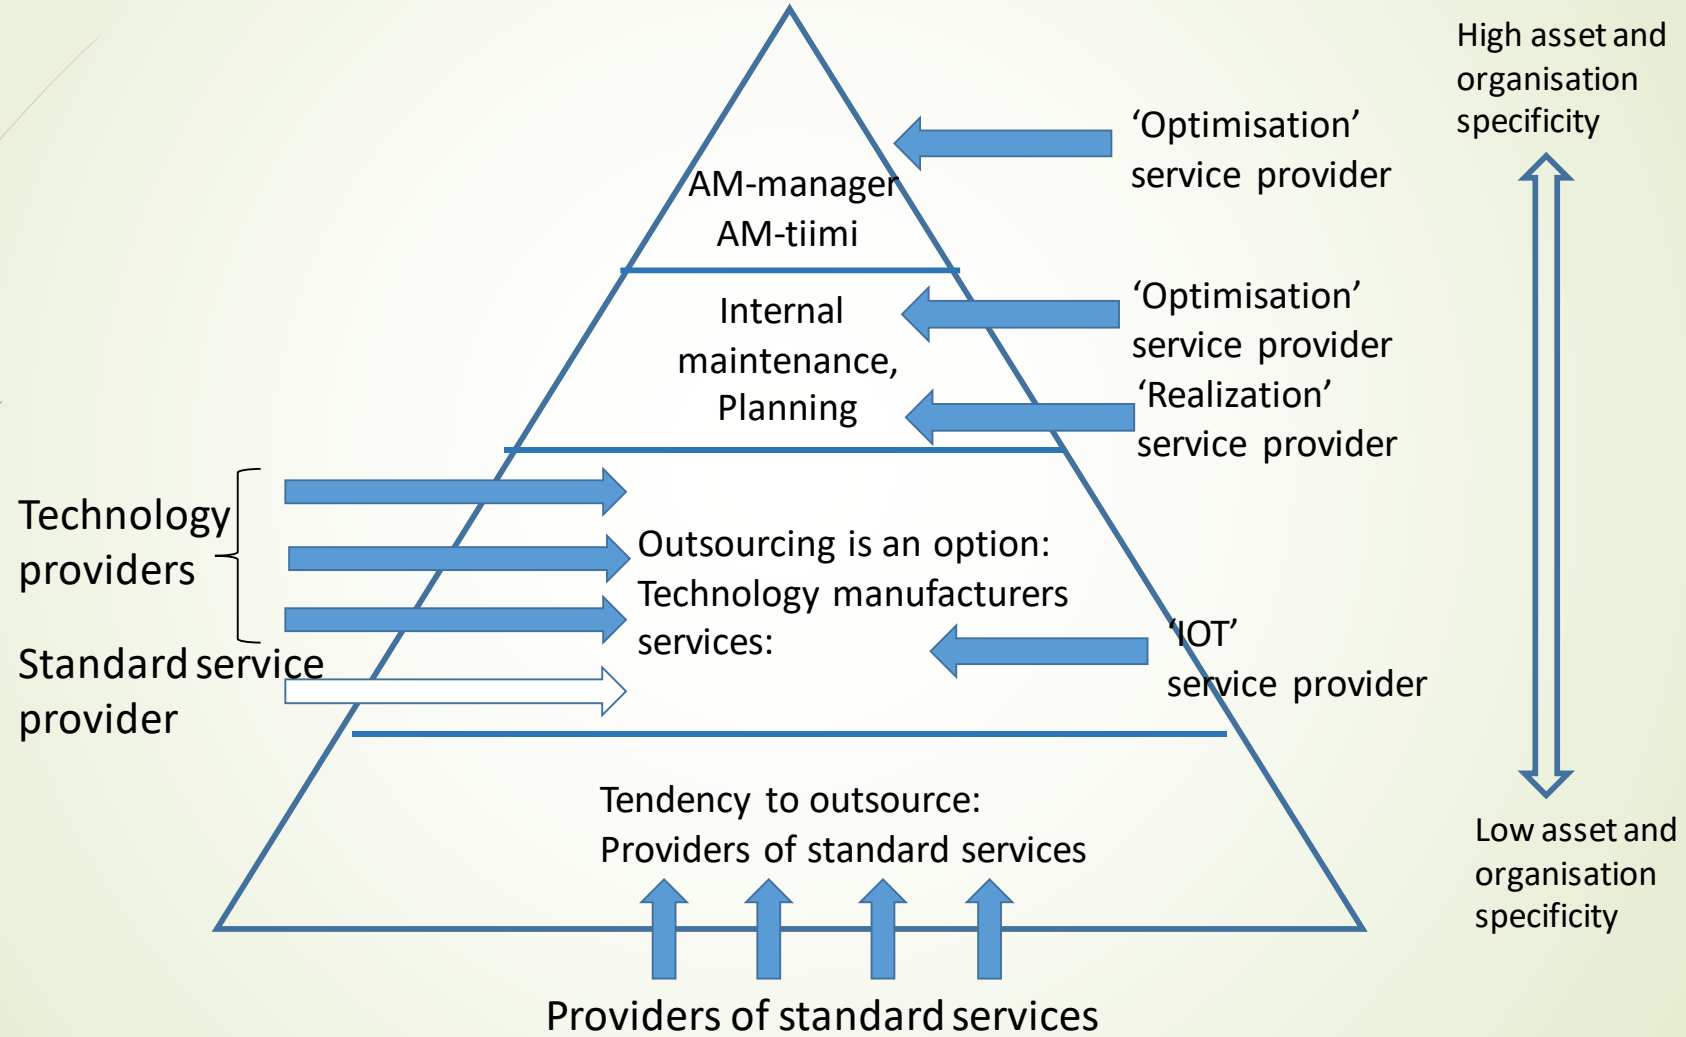 High asset and
organisation
specificity
‘Optimisation’
service provider
AM-manager
AM-tiimi
‘Optimisation’
service provider
‘Realization’
service provider
Internal
maintenance,
Planning
Technology
providers
Standard service
provider
Outsourcing is an option:
Technology manufacturers
services:
‘IOT’
service provider
Tendency to outsource:
Providers of standard services
Low asset and
organisation
specificity
Providers of standard services